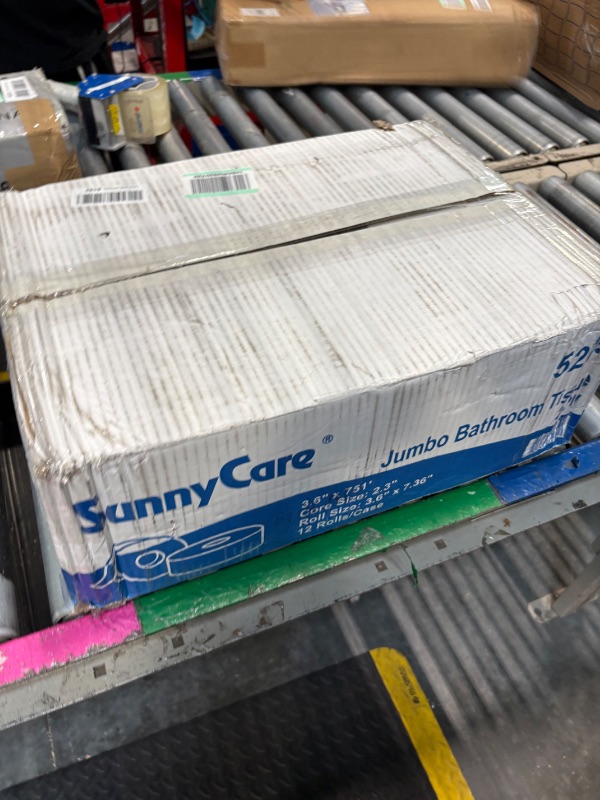 SunnyCare ®
Jumbo Bathroom Tissue
3.6" x 751'
Core Size: 2.3"
Roll Size: 3.6" x 7.36"
12 Rolls/Case